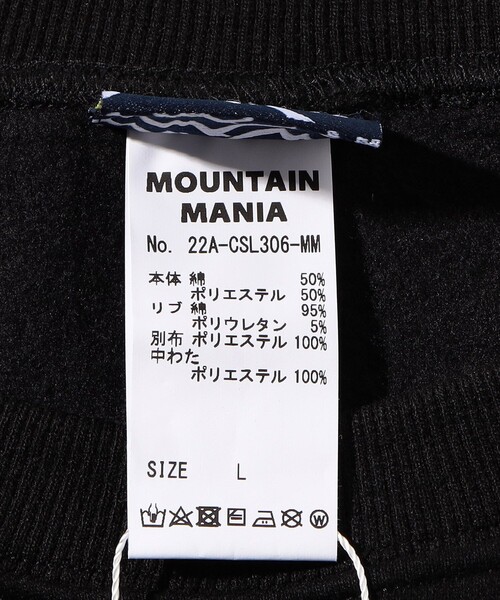 MOUNTAIN
MANIA
No. 22A-CSL306-MM
本体 綿 50%
ポリエステル 50%
リブ 綿 95%
ポリウレタン 5%
別布 ポリエステル 100%
中わた
ポリエステル 100%
SIZE L
W